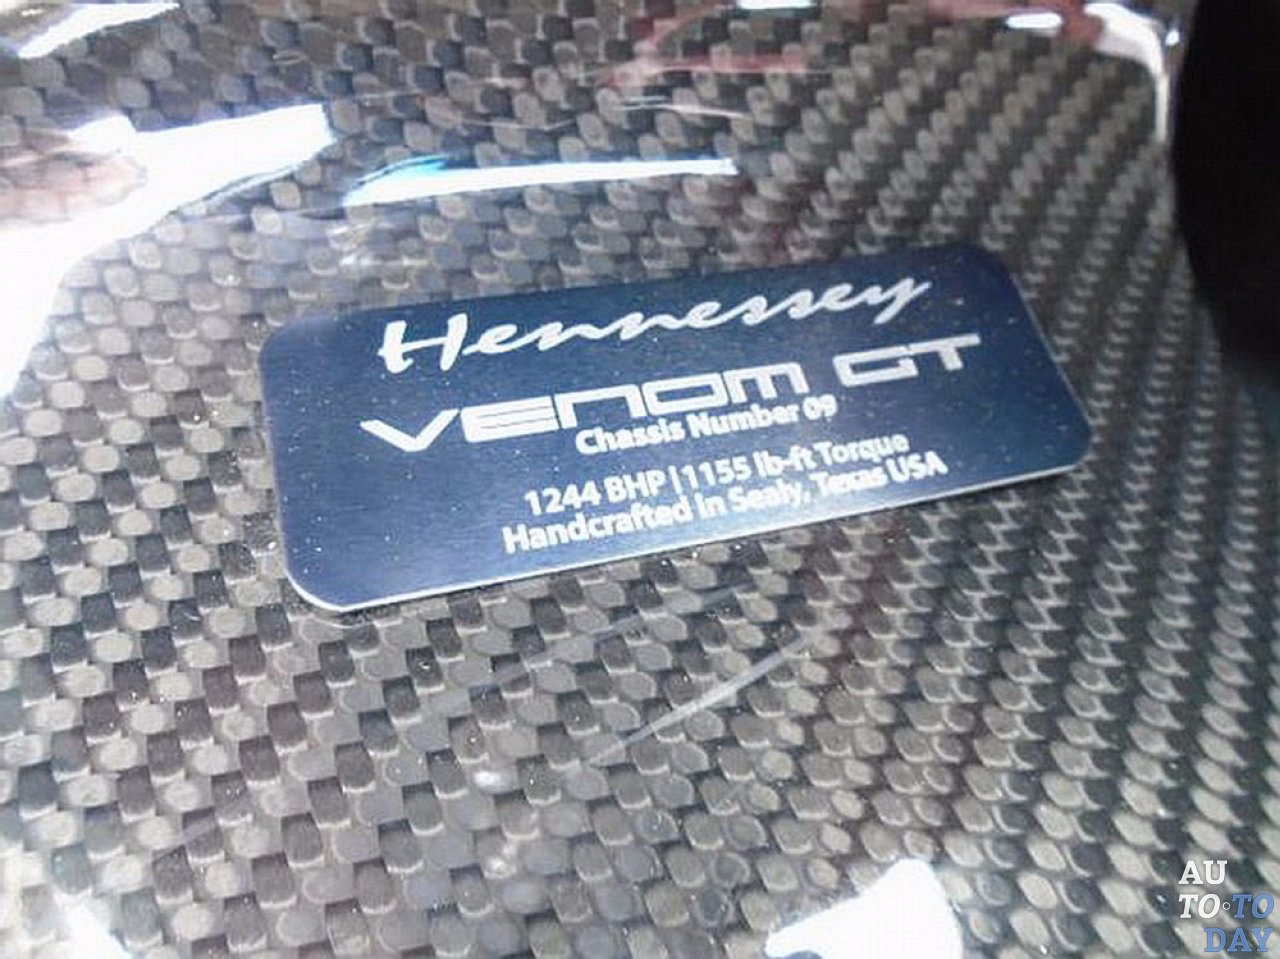 Hennessey
VENOM GT
Chassis Number 09
1244 BHP | 1155 lb-ft Torque
Handcrafted in Sealy, Texas USA
AU
TO TO
DAY